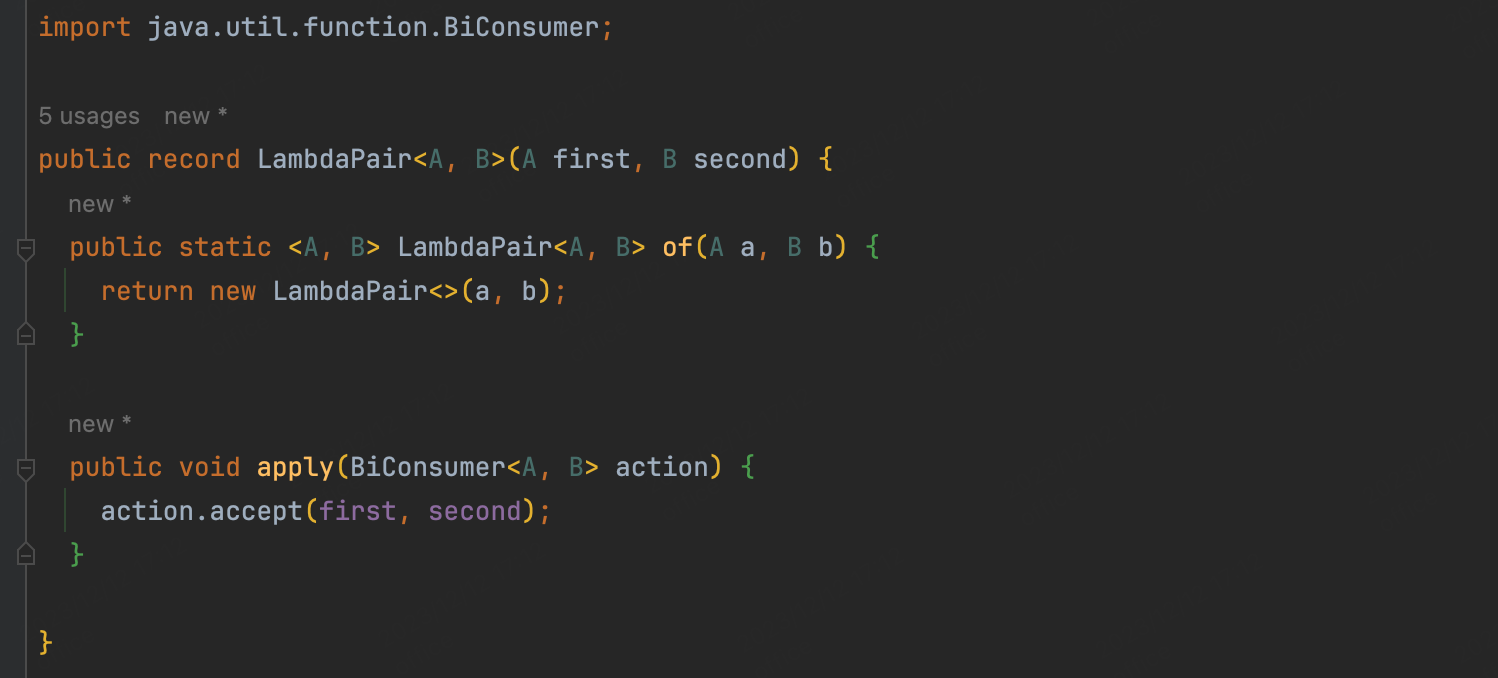 import java.util.function.BiConsumer;
5 usages new *
public record LambdaPair<A, B>(A first, B second) {
new *
public static <A, B> LambdaPair<A, B> of(A a, B b) {
return new LambdaPair<>(a, b);
}
new *
public void apply(BiConsumer<A, B> action) {
action.accept(first, second);
}
}